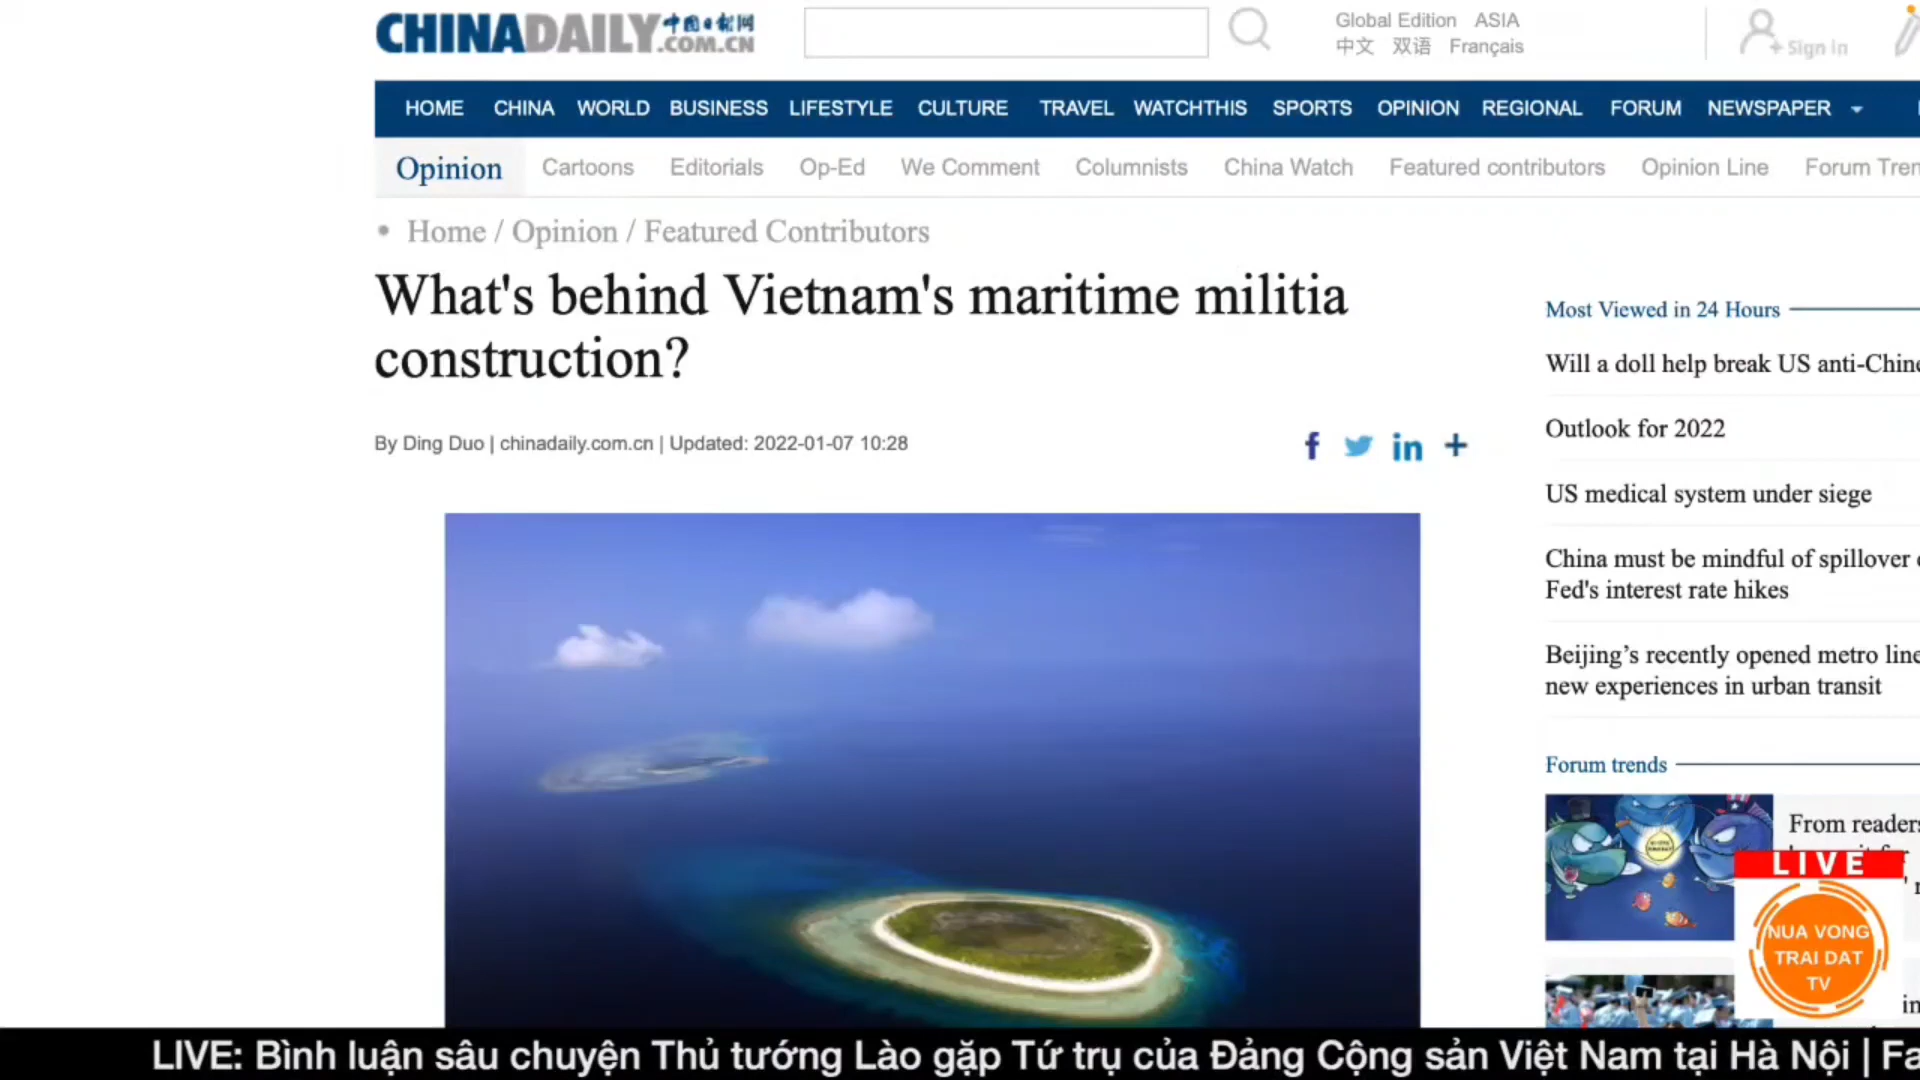 CHINADAILY.COM.CN 中国日报网
Global Edition ASIA
中文 双语 Français
Sign in
HOME CHINA WORLD BUSINESS LIFESTYLE CULTURE TRAVEL WATCHTHIS SPORTS OPINION REGIONAL FORUM NEWSPAPER
Opinion Cartoons Editorials Op-Ed We Comment Columnists China Watch Featured contributors Opinion Line Forum
• Home / Opinion / Featured Contributors
What's behind Vietnam's maritime militia
construction?
By Ding Duo | chinadaily.com.cn | Updated: 2022-01-07 10:28
Most Viewed in 24 Hours
Will a doll help break US
Outlook for 2022
US medical system under siege
China must be mindful of spillover
Fed's interest rate hikes
Beijing’s recently opened metro
new experiences in urban transit
Forum trends
From readers
LIVE
NUA VONG
TRAI DAT
TV
LIVE: Bình luận sâu chuyện Thủ tướng Lào gặp Tứ trụ của Đảng Cộng sản Việt Nam tại Hà Nội |